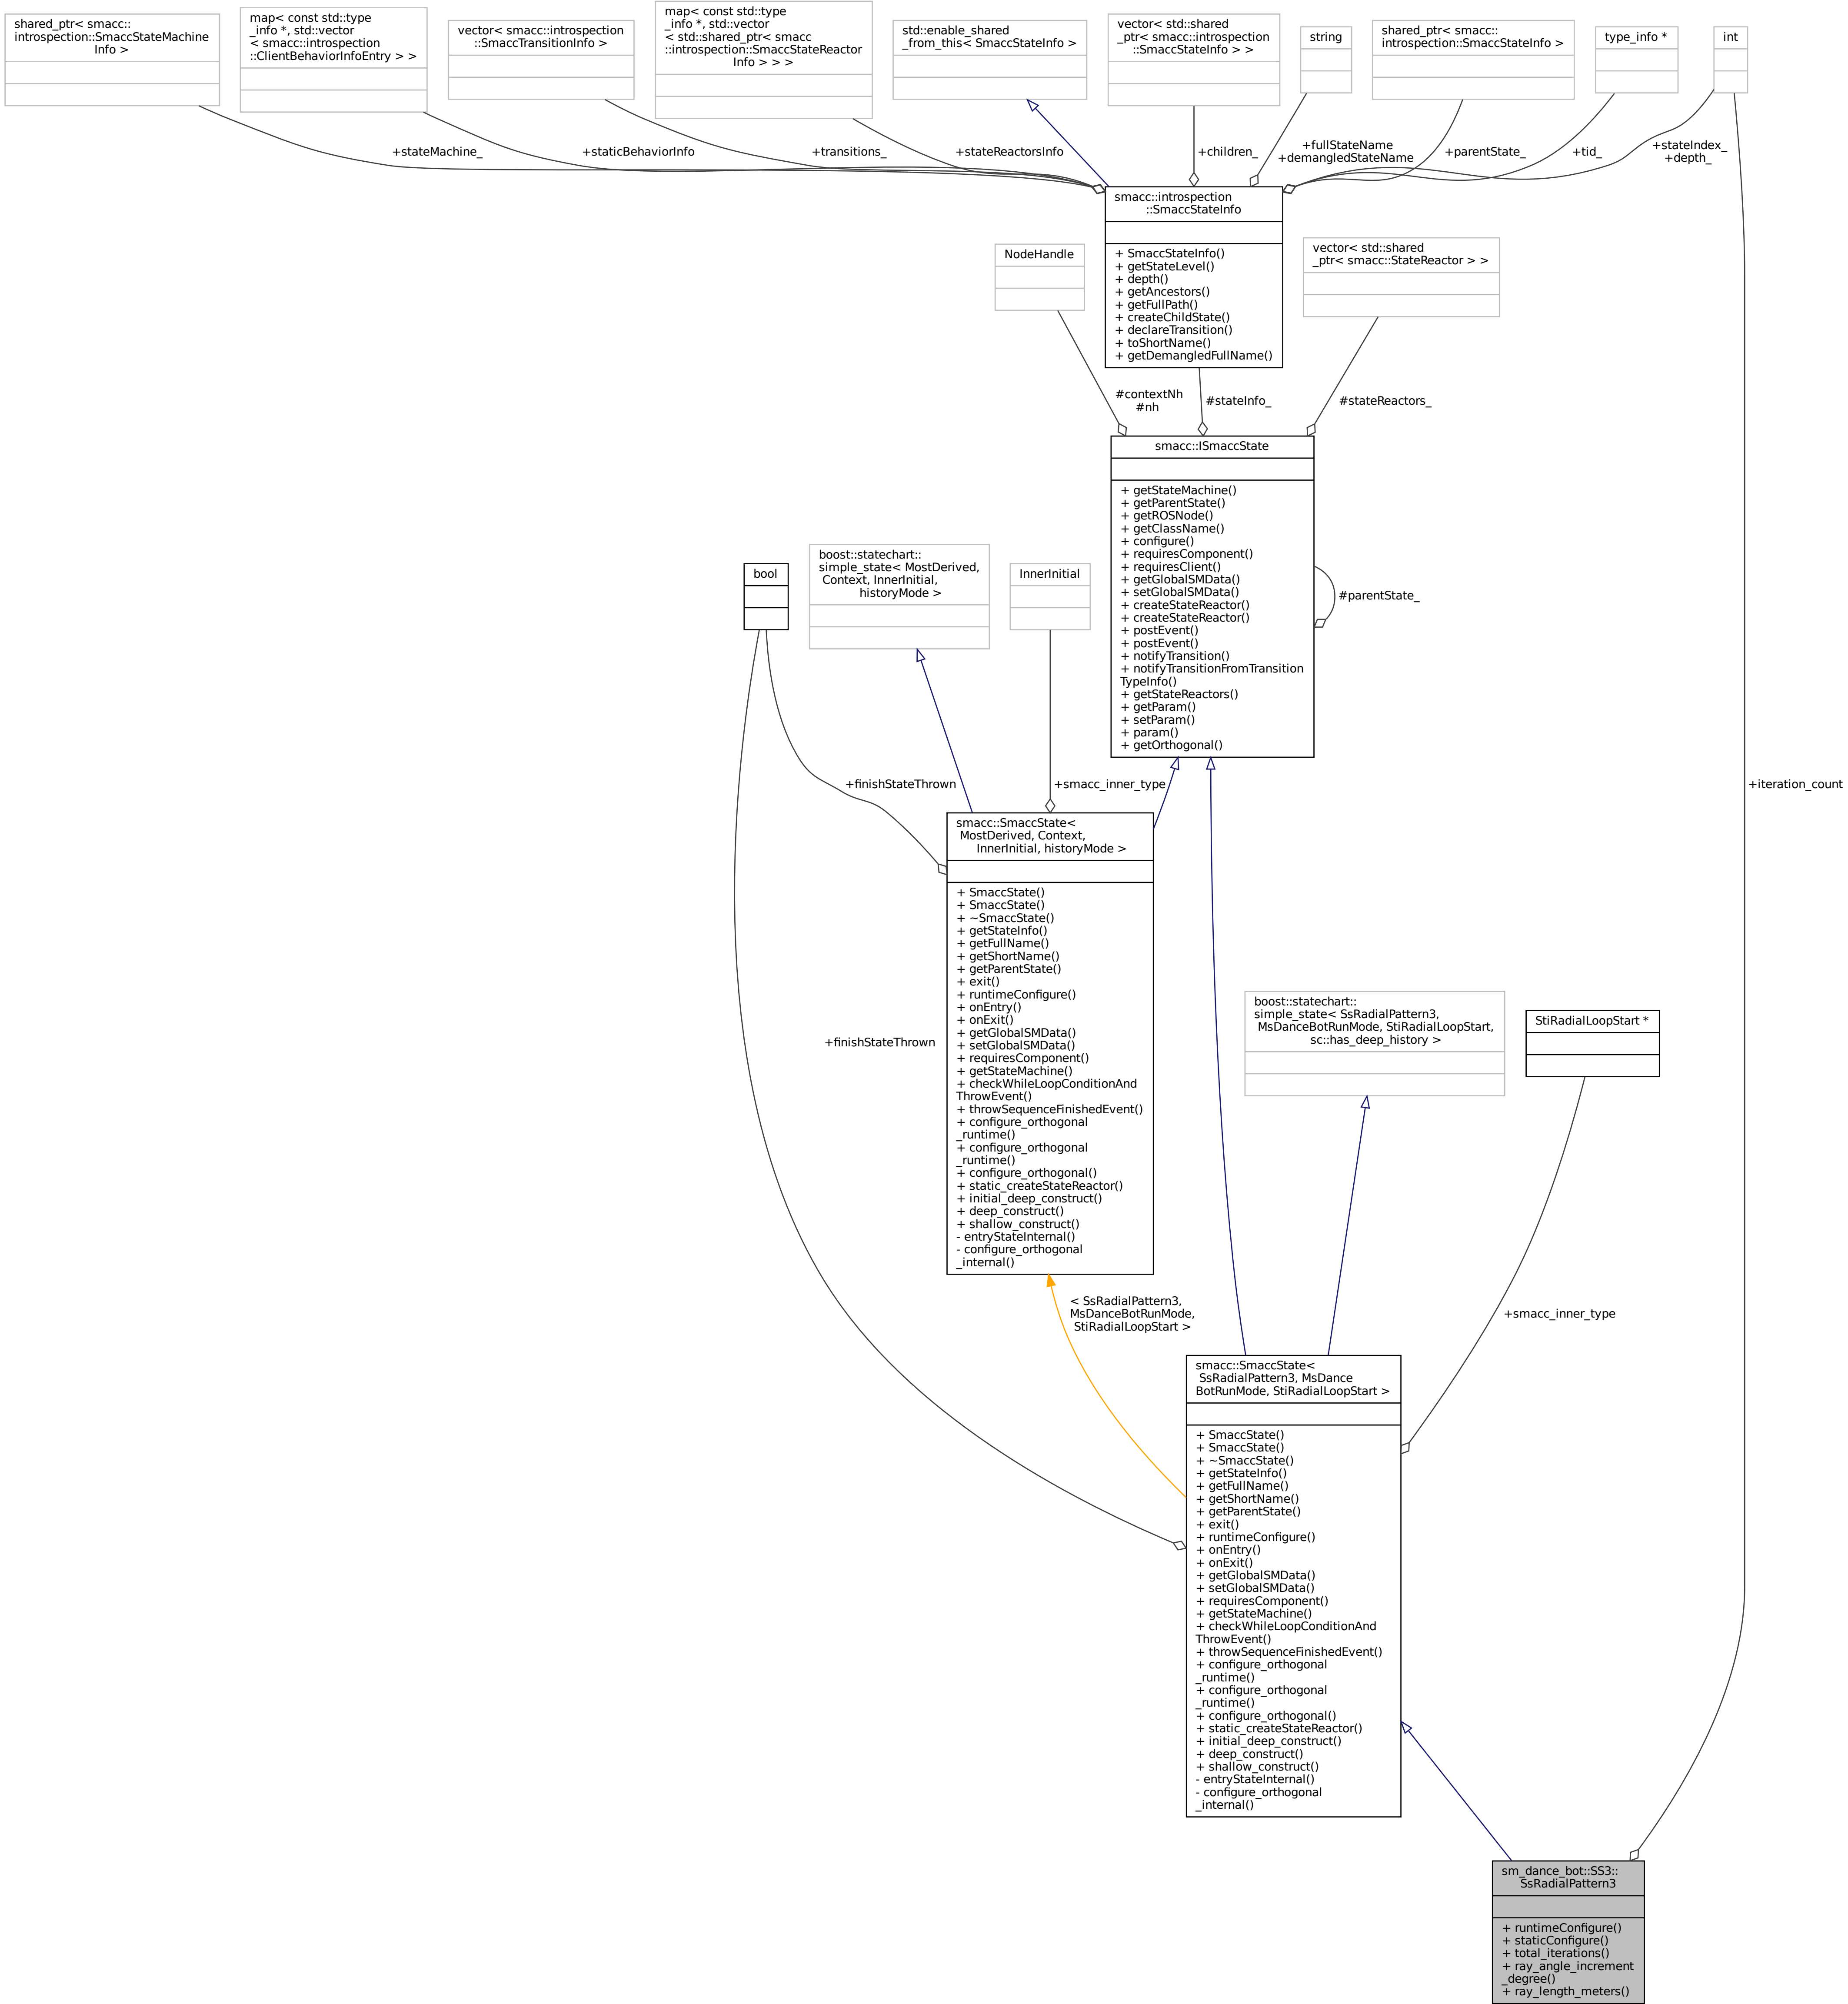 shared_ptr< smacc::
introspection::SmaccStateMachine
Info >
map< const std::type
_info *, std::vector
< smacc::introspection
::ClientBehaviorInfoEntry > >
vector< smacc::introspection
::SmaccTransitionInfo >
map< const std::type
_info *, std::vector
< std::shared_ptr< smacc
::introspection::SmaccStateReactor
Info > > >
std::enable_shared
_from_this< SmaccStateInfo >
vector< std::shared
_ptr< smacc::introspection
::SmaccStateInfo > >
string
shared_ptr< smacc::
introspection::SmaccStateInfo >
type_info *
int
+stateMachine_
+staticBehaviorInfo
+transitions_
+stateReactorsInfo
+children_
+fullStateName
+demangledStateName
+parentState_
+tid_
+stateIndex_
+depth_
smacc::introspection
::SmaccStateInfo
+ SmaccStateInfo()
+ getStateLevel()
+ depth()
+ getAncestors()
+ getFullPath()
+ createChildState()
+ declareTransition()
+ toShortName()
+ getDemangledFullName()
NodeHandle
vector< std::shared
_ptr< smacc::StateReactor > >
#contextNh
#nh
#stateInfo_
#stateReactors_
smacc::ISmaccState
+ getStateMachine()
+ getParentState()
+ getROSNode()
+ getClassName()
+ configure()
+ requiresComponent()
+ requiresClient()
+ getGlobalSMData()
+ setGlobalSMData()
+ createStateReactor()
+ createStateReactor()
+ postEvent()
+ postEvent()
+ notifyTransition()
+ notifyTransitionFromTransition
TypeInfo()
+ getStateReactors()
+ getParam()
+ setParam()
+ param()
+ getOrthogonal()
#parentState_
bool
boost::statechart::
simple_state< MostDerived,
Context, InnerInitial,
historyMode >
InnerInitial
+finishStateThrown
+smacc_inner_type
+iteration_count
smacc::SmaccState<
MostDerived, Context,
InnerInitial, historyMode >
+ SmaccState()
+ SmaccState()
+ ~SmaccState()
+ getStateInfo()
+ getFullName()
+ getShortName()
+ getParentState()
+ exit()
+ runtimeConfigure()
+ onEntry()
+ onExit()
+ getGlobalSMData()
+ setGlobalSMData()
+ requiresComponent()
+ getStateMachine()
+ checkWhileLoopConditionAnd
ThrowEvent()
+ throwSequenceFinishedEvent()
+ configure_orthogonal
_runtime()
+ configure_orthogonal
_runtime()
+ configure_orthogonal()
+ static_createStateReactor()
+ initial_deep_construct()
+ deep_construct()
+ shallow_construct()
- entryStateInternal()
- configure_orthogonal
_internal()
+finishStateThrown
boost::statechart::
simple_state< SsRadialPattern3,
MsDanceBotRunMode, StiRadialLoopStart,
sc::has_deep_history >
StiRadialLoopStart *
< SsRadialPattern3,
MsDanceBotRunMode,
StiRadialLoopStart >
+smacc_inner_type
smacc::SmaccState<
SsRadialPattern3, MsDance
BotRunMode, StiRadialLoopStart >
+ SmaccState()
+ SmaccState()
+ ~SmaccState()
+ getStateInfo()
+ getFullName()
+ getShortName()
+ getParentState()
+ exit()
+ runtimeConfigure()
+ onEntry()
+ onExit()
+ getGlobalSMData()
+ setGlobalSMData()
+ requiresComponent()
+ getStateMachine()
+ checkWhileLoopConditionAnd
ThrowEvent()
+ throwSequenceFinishedEvent()
+ configure_orthogonal
_runtime()
+ configure_orthogonal
_runtime()
+ configure_orthogonal()
+ static_createStateReactor()
+ initial_deep_construct()
+ deep_construct()
+ shallow_construct()
- entryStateInternal()
- configure_orthogonal
_internal()
sm_dance_bot::SS3::
SsRadialPattern3
+ runtimeConfigure()
+ staticConfigure()
+ total_iterations()
+ ray_angle_increment
_degree()
+ ray_length_meters()